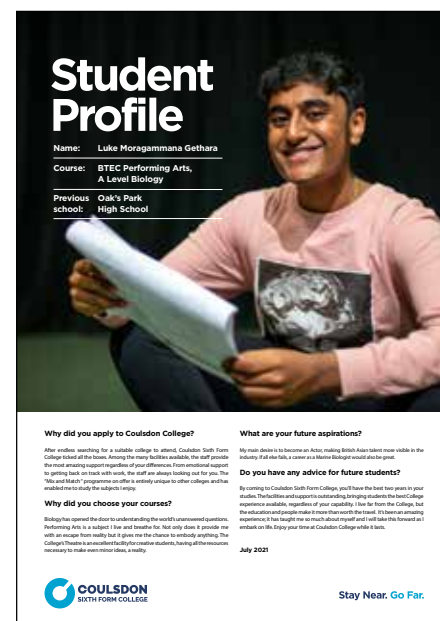 Student
Profile
Name: Luke Moragammana Gethara
Course: BTEC Performing Arts,
A Level Biology
Previous Oak's Park
school: High School
Why did you apply to Coulsdon College?
After endless searching for a suitable college to attend, Coulsdon Sixth Form
College ticked all the boxes. Among the many facilities available, the staff provide
the most amazing support regardless of your differences. From emotional support
to getting back on track with work, the staff are always looking out for you. The
"Mix and Match" programme on offer is entirely unique to other colleges and has
enabled me to study the subjects I enjoy.
Why did you choose your courses?
Biology has opened the door to understanding the world's unanswered questions.
Performing Arts is a subject I live and breathe for. Not only does it provide me
with an escape from reality but it gives me the chance to embody anything. The
College's Theatre is an excellent facility for creative students, having all the resources
necessary to make even minor ideas, a reality.
What are your future aspirations?
My main desire is to become an Actor, making British Asian talent more visible in the
industry. If all else fails, a career as a Marine Biologist would also be great.
Do you have any advice for future students?
By coming to Coulsdon Sixth Form College, you'll have the best two years in your
studies. The facilities and support is outstanding, bringing students the best College
experience available, regardless of your capability. I live far from the College, but
the education and people make it more than worth the travel. It's been an amazing
experience; it has taught me so much about myself and I will take this forward as I
embark on life. Enjoy your time at Coulsdon College while it lasts.
July 2021
COULSDON
SIXTH FORM COLLEGE
Stay Near. Go Far.